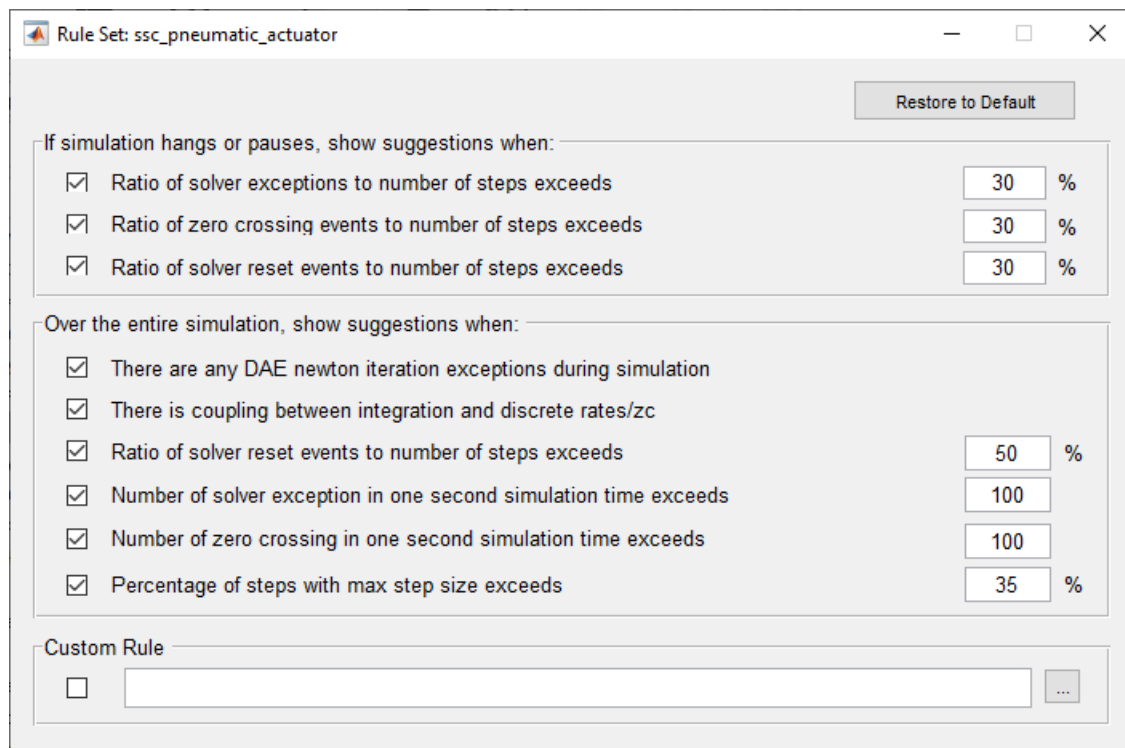 Rule Set: ssc_pneumatic_actuator
Restore to Default
If simulation hangs or pauses, show suggestions when:
Ratio of solver exceptions to number of steps exceeds 30 %
Ratio of zero crossing events to number of steps exceeds 30 %
Ratio of solver reset events to number of steps exceeds 30 %
Over the entire simulation, show suggestions when:
There are any DAE newton iteration exceptions during simulation
There is coupling between integration and discrete rates/zc
Ratio of solver reset events to number of steps exceeds 50 %
Number of solver exception in one second simulation time exceeds 100
Number of zero crossing in one second simulation time exceeds 100
Percentage of steps with max step size exceeds 35 %
Custom Rule
...